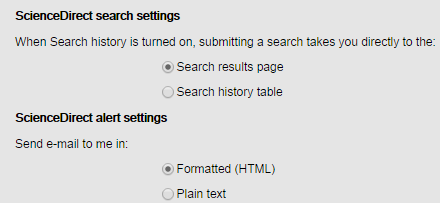 ScienceDirect search settings
When Search history is turned on, submitting a search takes you directly to the:
Search results page
Search history table
ScienceDirect alert settings
Send e-mail to me in:
Formatted (HTML)
Plain text